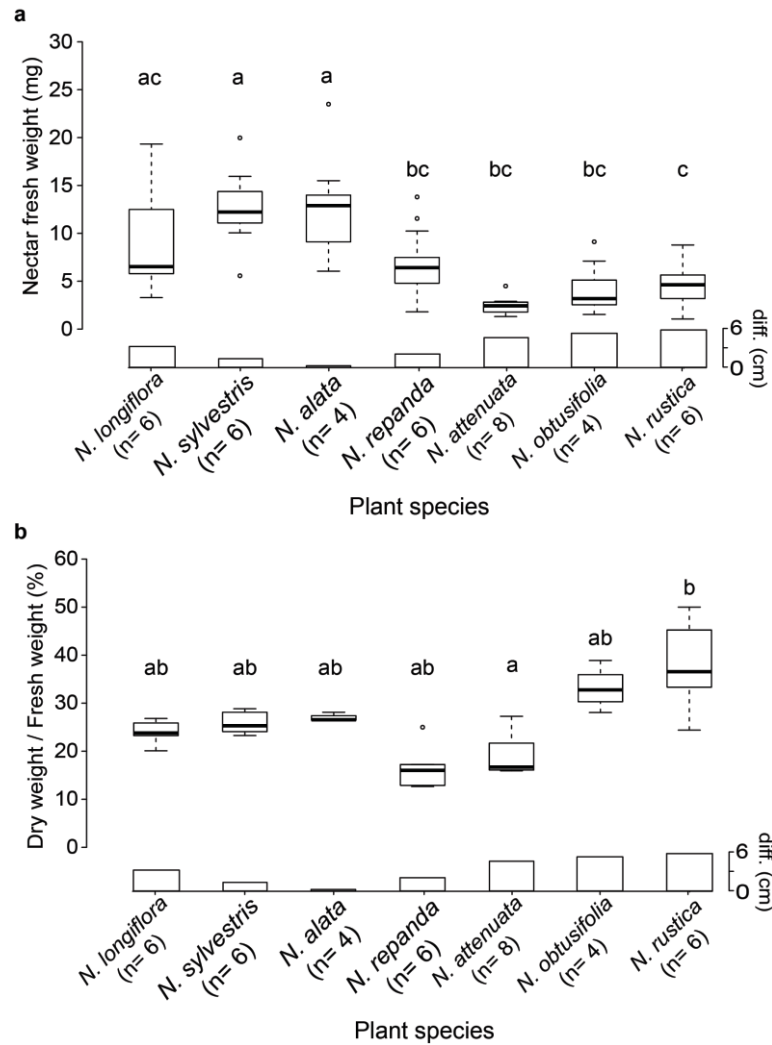 a
Nectar fresh weight (mg)
30
25
20
15
10
5
0
ac
a
a
bc
bc
bc
c
6
0
diff. (cm)
N. longiflora
(n= 6)
N. sylvestris
(n= 6)
N. alata
(n= 4)
N. repanda
(n= 6)
N. attenuata
(n= 8)
N. obtusifolia
(n= 4)
N. rustica
(n= 6)
Plant species
b
Dry weight / Fresh weight (%)
60
50
40
30
20
10
0
ab
ab
ab
ab
a
ab
b
6
0
diff. (cm)
N. longiflora
(n= 6)
N. sylvestris
(n= 6)
N. alata
(n= 4)
N. repanda
(n= 6)
N. attenuata
(n= 8)
N. obtusifolia
(n= 4)
N. rustica
(n= 6)
Plant species